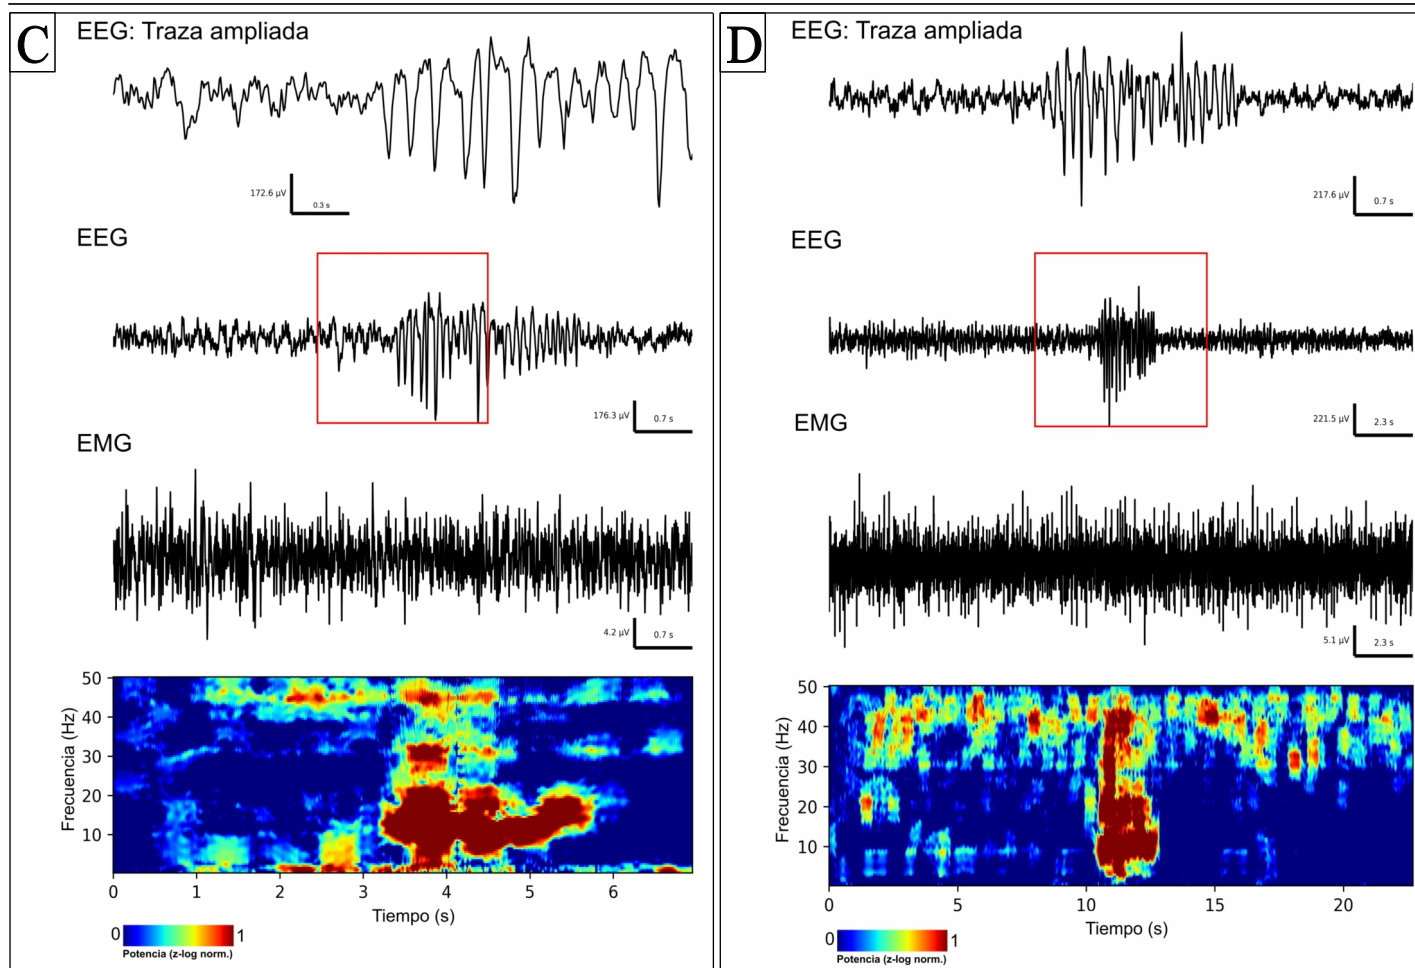 C
EEG: Traza ampliada
172.6 µV
0.3 s
EEG
176.3 µV
0.7 s
EMG
4.2 µV
0.7 s
50
40
30
20
10
Frecuencia (Hz)
0 1 2 3 4 5 6
Tiempo (s)
0 1
Potencia (z-log norm.)
D
EEG: Traza ampliada
217.6 µV
0.7 s
EEG
221.5 µV
2.3 s
EMG
5.1 µV
2.3 s
50
40
30
20
10
Frecuencia (Hz)
0 5 10 15 20
Tiempo (s)
0 1
Potencia (z-log norm.)